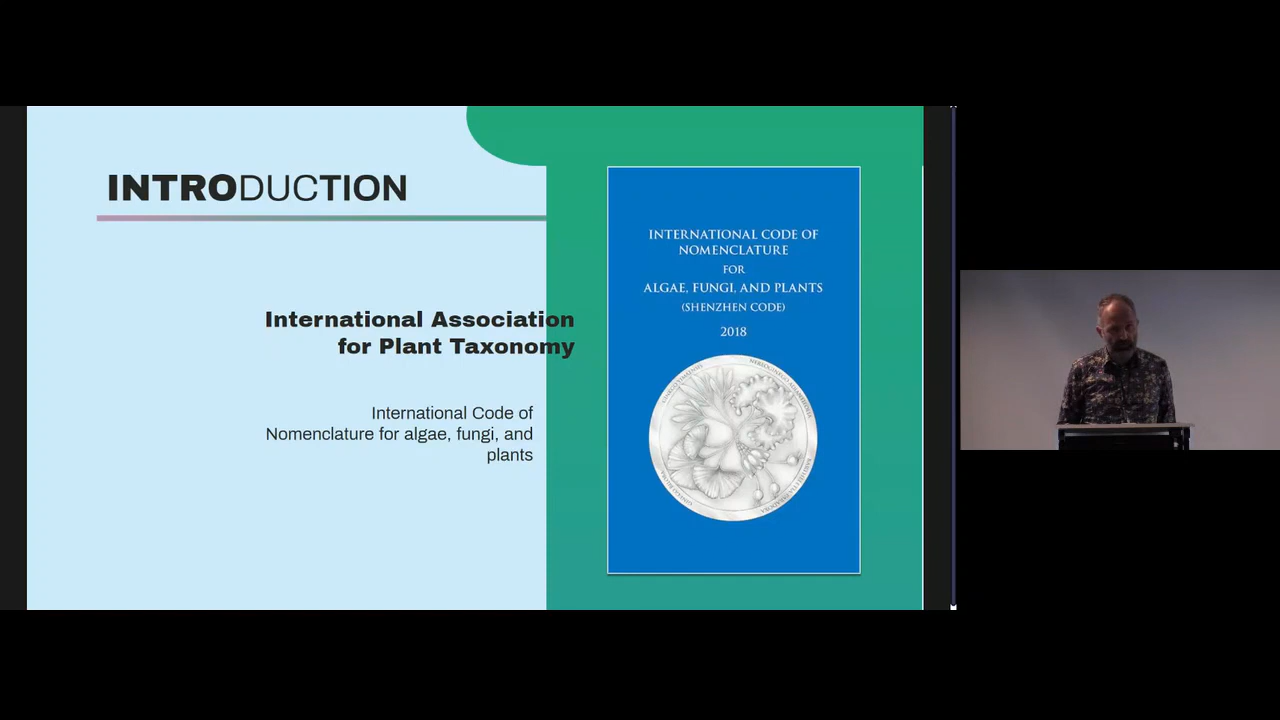 INTRODUCTION
International Association
for Plant Taxonomy
International Code of
Nomenclature for algae, fungi, and
plants
INTERNATIONAL CODE OF
NOMENCLATURE
FOR
ALGAE, FUNGI, AND PLANTS
(SHENZHEN CODE)
2018